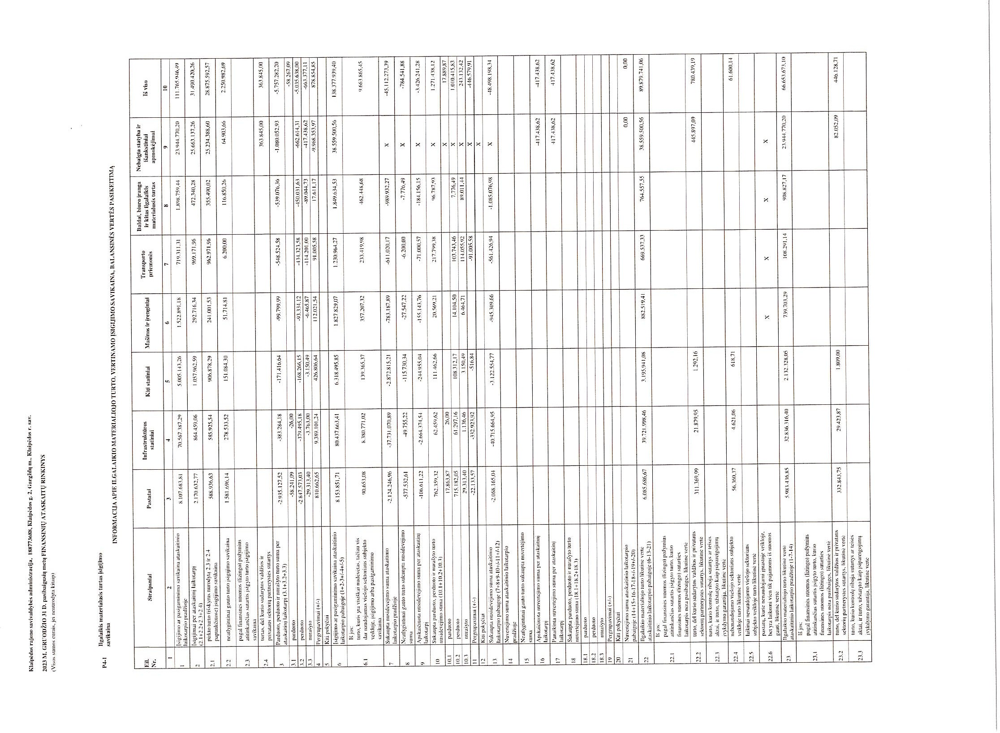 Klaipėdos rajono savivaldybės administracija, 188773688, Klaipėdos g. 2, Gargždų m., Klaipėdos r. sav.
2023 M. GRUODŽIO 31 D. pasibaigusių metų FINANSINIŲ ATASKAITŲ RINKINYS
(Visos sumos eurais, jei nenurodyta kitaip)
P4-1 Ilgalaikis materialusis turtas įsigijimo savikaina
INFORMACIJA APIE ILGALAIKIO MATERIALIOJO TURTO, VERTINAMO ĮSIGIJIMO SAVIKAINA, BALANSINĖS VERTĖS PASIKEITIMĄ
Eil. Nr. Straipsniai Pastatai Infrastruktūros statiniai Kiti statiniai Mašinos ir įrenginiai Transporto priemonės Baldai, biuro įranga ir kitas ilgalaikis materialusis turtas Nebaigta statyba ir išankstiniai apmokėjimai Iš viso
1 2 3 4 5 6 7 8 9 10
1 Įsigijimo ar pasigaminimo savikaina ataskaitinio laikotarpio pradžioje 8.107.683,81 70.567.387,29 5.005.143,26 1.522.891,18 719.311,31 1.898.759,44 23.944.770,20 111.765.946,49
2 Įsigijimai per ataskaitinį laikotarpį (2.1+2.2+2.3+2.4) 2.170.632,77 864.459,06 1.057.962,59 292.716,34 969.171,96 472.340,28 25.663.137,26 31.490.420,26
2.1 pirkto turto (išskyrus nurodytą 2.3 ir 2.4 papunkčiuose) įsigijimo savikaina 588.936,63 585.925,54 906.878,29 241.001,53 962.971,96 355.490,02 25.234.388,60 28.875.592,57
2.2 neatlygintinai gauto turto įsigijimo savikaina 1.581.696,14 278.533,52 151.084,30 51.714,81 6.200,00 116.850,26 64.903,66 2.250.982,69
2.3 pagal finansinės nuomos (lizingo) požymius atitinkančias sutartis įsigyto turto įsigijimo savikaina
2.4 turtas, dėl kurio sudarytos valdžios ir privataus sektorių partnerystės sutartys 363.845,00 363.845,00
3 Parduoto, perduoto ir nurašyto turto suma per ataskaitinį laikotarpį (3.1+3.2+3.3) -2.935.127,52 -383.284,18 -171.416,64 -99.799,99 -548.524,58 -539.076,36 -1.080.052,93 -5.757.282,20
3.1 parduoto -58.241,09 -26,00 -58.267,09
3.2 perduoto -2.847.573,03 -379.495,18 -168.266,15 -93.334,12 -434.323,58 -450.031,63 -662.614,31 -5.035.638,00
3.3 nurašyto -29.313,40 -3.763,00 -3.150,49 -6.465,87 -114.201,00 -89.044,73 -417.438,62 -663.377,11
4 Pergrupavimai (+/-) 810.662,65 9.389.101,24 426.806,64 112.021,54 91.005,58 17.611,17 -9.968.353,97 878.854,85
5 Kiti pokyčiai
6 Įsigijimo ar pasigaminimo savikaina ataskaitinio laikotarpio pabaigoje (1+2-3+/-4+/-5) 8.153.851,71 80.437.663,41 6.318.495,85 1.827.829,07 1.230.964,27 1.849.634,53 38.559.500,56 138.377.939,40
Iš jos:
6.1 turto, kuris yra visiškai nudėvėtas, tačiau vis dar naudojamas viešojo sektoriaus subjekto veikloje, įsigijimo arba pasigaminimo savikaina 90.653,08 8.380.771,02 139.365,37 357.207,32 233.419,98 462.448,68 9.663.865,45
7 Sukaupta nusidėvėjimo suma ataskaitinio laikotarpio pradžioje -2.124.246,96 -37.731.070,89 -2.872.815,21 -783.187,89 -611.020,17 -989.932,27 X -45.112.273,39
8 Neatlygintinai gauto turto sukaupta nusidėvėjimo suma -577.532,61 -49.755,22 -115.730,34 -27.547,22 -6.200,00 -7.776,49 X -784.541,88
9 Apskaičiuota nusidėvėjimo suma per ataskaitinį laikotarpį -106.611,22 -2.664.374,54 -244.955,04 -155.143,76 -71.000,57 -184.156,15 X -3.426.241,28
10 Sukaupta parduoto, perduoto ir nurašyto turto nusidėvėjimo suma (10.1+10.2+10.3) 762.359,32 62.459,62 111.462,66 20.569,21 217.799,38 96.787,93 X 1.271.438,12
10.1 parduoto 17.863,87 26,00 X 17.889,87
10.2 perduoto 715.182,05 61.297,16 108.312,17 14.104,50 103.743,46 7.776,49 X 1.010.415,83
10.3 nurašyto 29.313,40 1.136,46 3.150,49 6.464,71 114.055,92 89.011,44 X 243.132,42
11 Pergrupavimai (+/-) -22.133,57 -332.923,92 -516,84 -91.005,58 X -446.579,91
12 Kiti pokyčiai X
13 Sukaupta nusidėvėjimo suma ataskaitinio laikotarpio pabaigoje (7+8+9-10+/-11+/-12) -2.068.165,04 -40.715.664,95 -3.122.554,77 -945.309,66 -561.426,94 -1.085.076,98 X -48.498.198,34
14 Nuvertėjimo suma ataskaitinio laikotarpio pradžioje
15 Neatlygintinai gauto turto sukaupta nuvertėjimo suma
16 Apskaičiuota nuvertėjimo suma per ataskaitinį laikotarpį -417.438,62 -417.438,62
17 Panaikinta nuvertėjimo suma per ataskaitinį laikotarpį 417.438,62 417.438,62
18 Sukaupta parduoto, perduoto ir nurašyto turto nuvertėjimo suma (18.1+18.2+18.3)
18.1 parduoto
18.2 perduoto
18.3 nurašyto
19 Pergrupavimai (+/-)
20 Kiti pokyčiai
21 Nuvertėjimo suma ataskaitinio laikotarpio pabaigoje (14+15+16-17-18+/-19+/-20) 0,00 0,00
22 Ilgalaikio materialiojo turto likutinė vertė ataskaitinio laikotarpio pabaigoje (6-13-21) 6.085.686,67 39.721.998,46 3.195.941,08 882.519,41 669.537,33 764.557,55 38.559.500,56 89.879.741,06
Iš jos:
22.1 pagal finansinės nuomos (lizingo) požymius atitinkančias sutartis įsigyto turto, kurio finansinės nuomos (lizingo) sutarties laikotarpis nėra pasibaigęs, likutinė vertė
22.2 turto, dėl kurio sudarytos valdžios ir privataus sektorių partnerystės sutartys, likutinė vertė 311.369,99 21.879,95 1.292,16 445.897,09 780.439,19
22.3 turto, kurio kontrolę riboja sutartys ar teisės aktai, ir turto, užstatyto kaip įsipareigojimų įvykdymo garantija, likutinė vertė
22.4 nebenaudojamo viešojo sektoriaus subjekto veikloje turto likutinė vertė 56.360,37 4.621,06 618,71 61.600,14
22.5 laikinai nenaudojamo viešojo sektoriaus subjekto veikloje turto likutinė vertė
22.6 pastatų, kurie nenaudojami įprastoje veikloje, bet yra laikomi vien tik pajamoms iš nuomos gauti, likutinė vertė X X X X
23 Ilgalaikio materialiojo turto likutinė vertė ataskaitinio laikotarpio pradžioje (1-7-14) 5.983.436,85 32.836.316,40 2.132.328,05 739.703,29 108.291,14 908.827,17 23.944.770,20 66.653.673,10
Iš jos:
23.1 pagal finansinės nuomos (lizingo) požymius atitinkančias sutartis įsigyto turto, kurio finansinės nuomos (lizingo) sutarties laikotarpis nėra pasibaigęs, likutinė vertė
23.2 turto, dėl kurio sudarytos valdžios ir privataus sektorių partnerystės sutartys, likutinė vertė 332.843,75 29.423,87 1.809,00 82.052,09 446.128,71
23.3 turto, kurio kontrolę riboja sutartys ar teisės aktai, ir turto, užstatyto kaip įsipareigojimų įvykdymo garantija, likutinė vertė